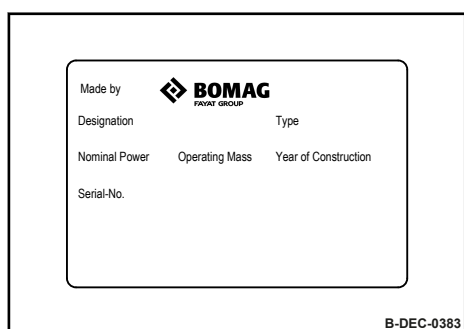 Made by BOMAG
FAYAT GROUP
Designation Type
Nominal Power Operating Mass Year of Construction
Serial-No.
B-DEC-0383